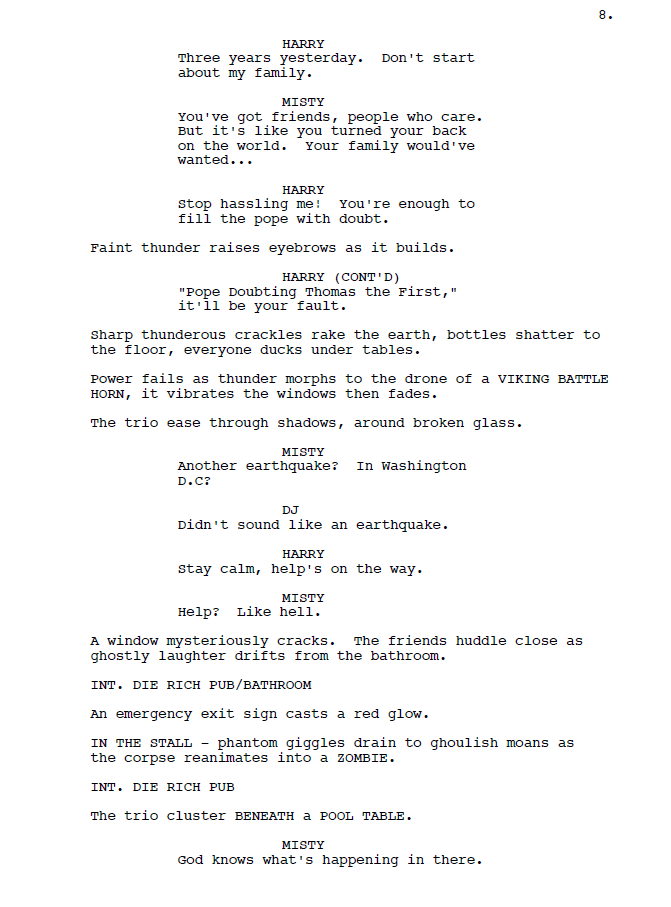 8.
HARRY
Three years yesterday.  Don't start
about my family.
MISTY
You've got friends, people who care.
But it's like you turned your back
on the world.  Your family would've
wanted...
HARRY
Stop hassling me!  You're enough to
fill the pope with doubt.
Faint thunder raises eyebrows as it builds.
HARRY (CONT'D)
"Pope Doubting Thomas the First,"
it'll be your fault.
Sharp thunderous crackles rake the earth, bottles shatter to
the floor, everyone ducks under tables.
Power fails as thunder morphs to the drone of a VIKING BATTLE
HORN, it vibrates the windows then fades.
The trio ease through shadows, around broken glass.
MISTY
Another earthquake?  In Washington
D.C?
DJ
Didn't sound like an earthquake.
HARRY
Stay calm, help's on the way.
MISTY
Help?  Like hell.
A window mysteriously cracks.  The friends huddle close as
ghostly laughter drifts from the bathroom.
INT. DIE RICH PUB/BATHROOM
An emergency exit sign casts a red glow.
IN THE STALL – phantom giggles drain to ghoulish moans as
the corpse reanimates into a ZOMBIE.
INT. DIE RICH PUB
The trio cluster BENEATH a POOL TABLE.
MISTY
God knows what's happening in there.